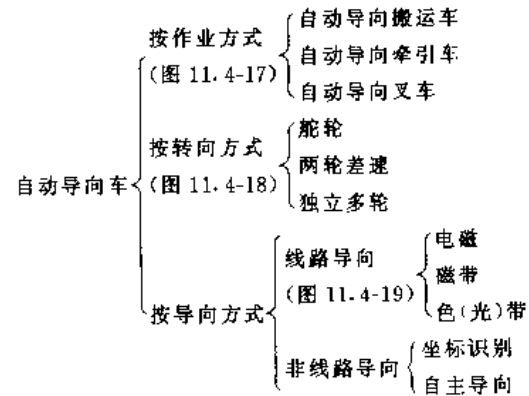 自动导向车
按作业方式
(图 11.4-17)
自动导向搬运车
自动导向牵引车
自动导向叉车
按转向方式
(图 11.4-18)
舵轮
两轮差速
独立多轮
按导向方式
线路导向
(图 11.4-19)
电磁
磁带
色(光)带
非线路导向
坐标识别
自主导向